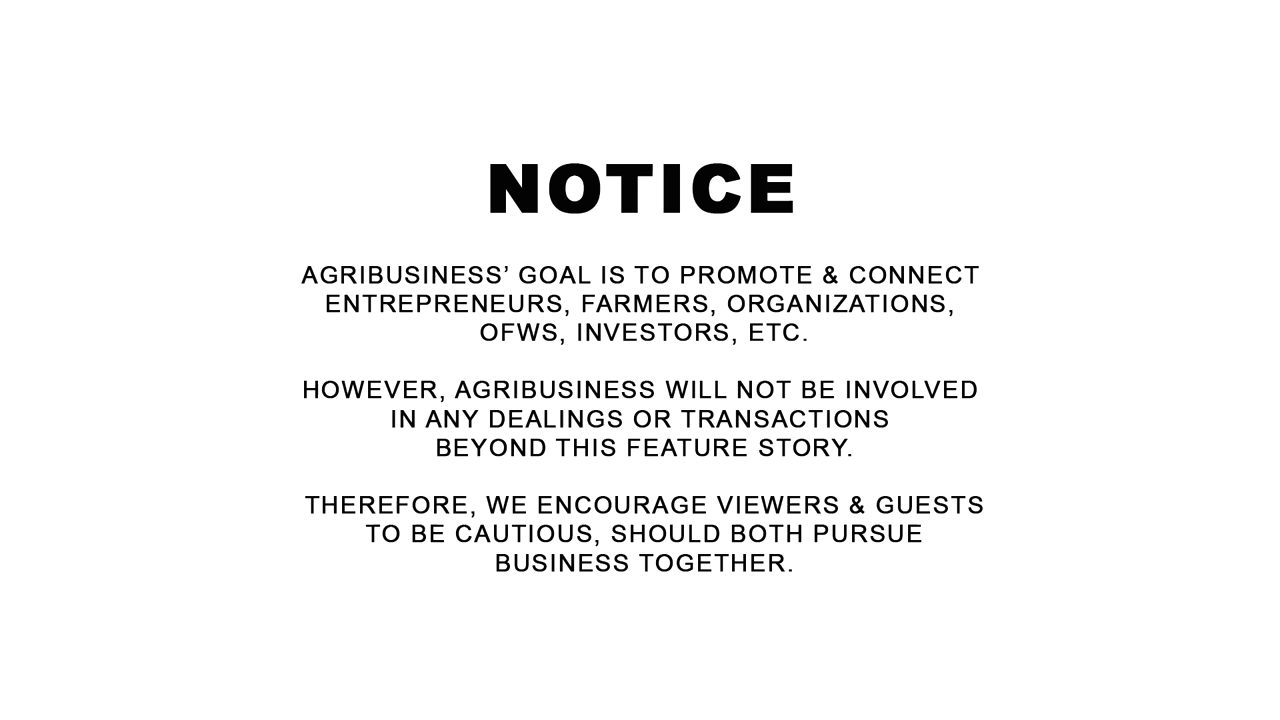 NOTICE
AGRIBUSINESS’ GOAL IS TO PROMOTE & CONNECT
ENTREPRENEURS, FARMERS, ORGANIZATIONS,
OFWS, INVESTORS, ETC.
HOWEVER, AGRIBUSINESS WILL NOT BE INVOLVED
IN ANY DEALINGS OR TRANSACTIONS
BEYOND THIS FEATURE STORY.
THEREFORE, WE ENCOURAGE VIEWERS & GUESTS
TO BE CAUTIOUS, SHOULD BOTH PURSUE
BUSINESS TOGETHER.